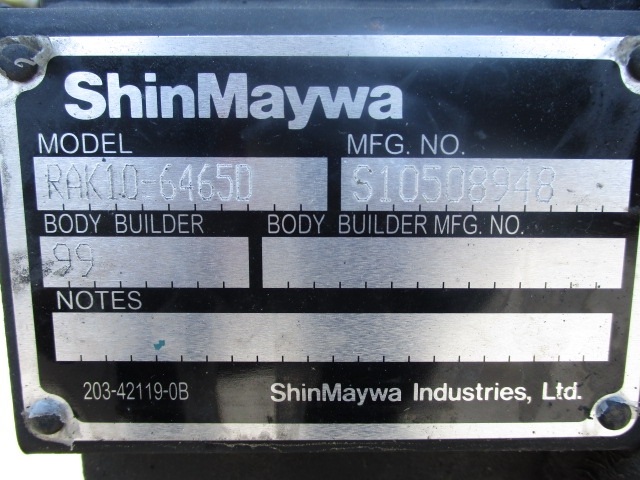 ShinMaywa
MODEL MFG. NO.
RAK10-64650 S10508948
BODY BUILDER BODY BUILDER MFG. NO.
99
NOTES
203-42119-0B ShinMaywa Industries, Ltd.